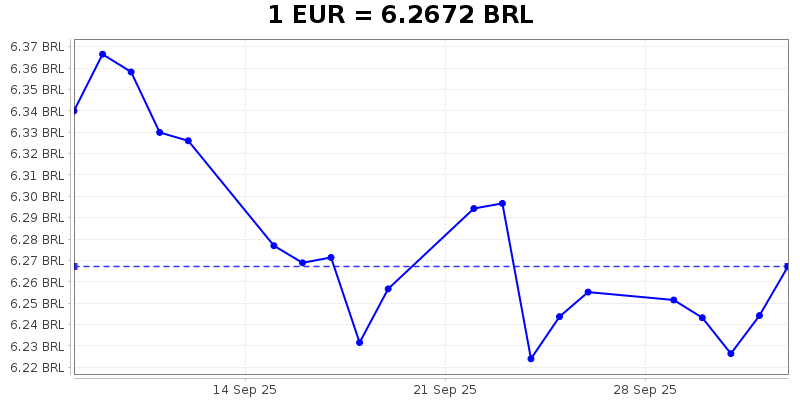 1 EUR = 6.2672 BRL
6.37 BRL
6.36 BRL
6.35 BRL
6.34 BRL
6.33 BRL
6.32 BRL
6.31 BRL
6.30 BRL
6.29 BRL
6.28 BRL
6.27 BRL
6.26 BRL
6.25 BRL
6.24 BRL
6.23 BRL
6.22 BRL
14 Sep 25
21 Sep 25
28 Sep 25